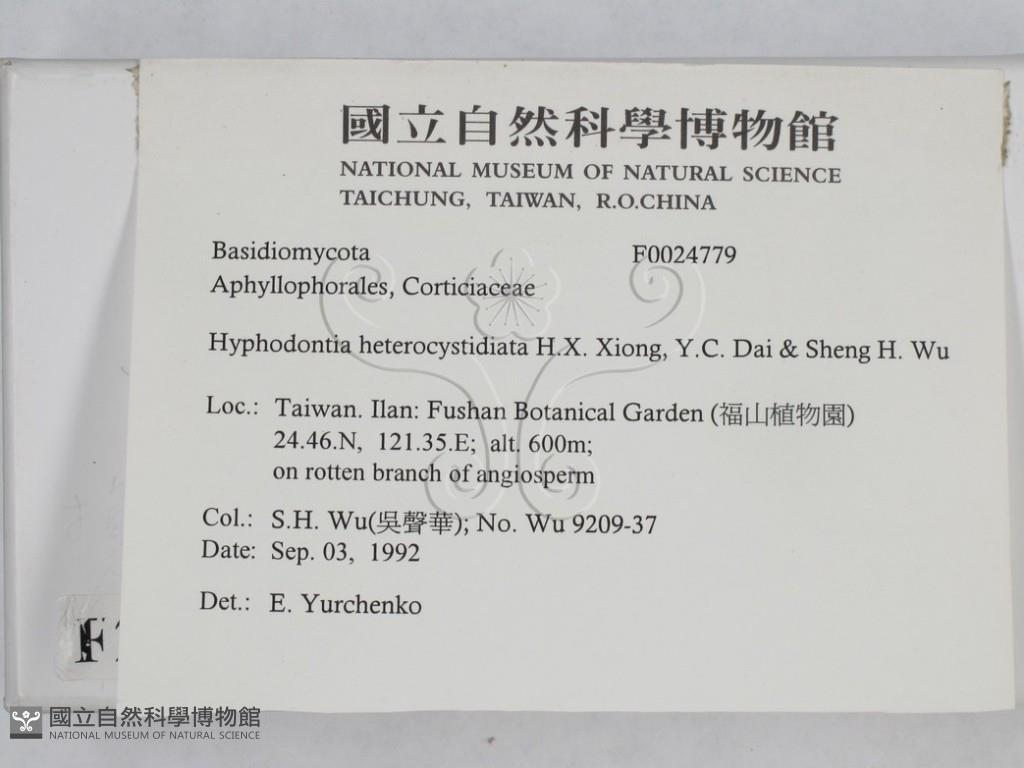 國立自然科學博物館
NATIONAL MUSEUM OF NATURAL SCIENCE
TAICHUNG, TAIWAN, R.O.CHINA
Basidiomycota F0024779
Aphyllophorales, Corticiaceae
Hyphodontia heterocystidiata H.X. Xiong, Y.C. Dai & Sheng H. Wu
Loc.: Taiwan. Ilan: Fushan Botanical Garden (福山植物園)
24.46.N, 121.35.E; alt. 600m;
on rotten branch of angiosperm
Col.: S.H. Wu(吳聲華); No. Wu 9209-37
Date: Sep. 03, 1992
Det.: E. Yurchenko
F
國立自然科學博物館
NATIONAL MUSEUM OF NATURAL SCIENCE